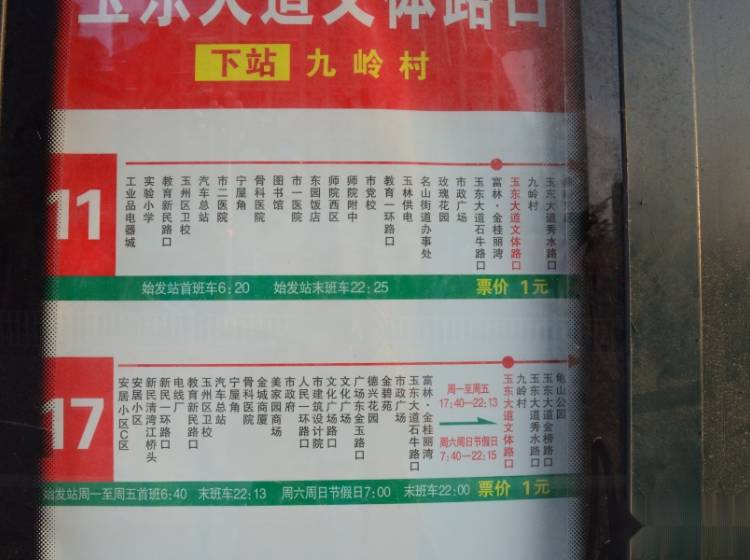 玉东大道文体路口
下站 九岭村
11
工业品电器城
实验小学
教育新民路口
玉州区卫校
汽车总站
市二医院
宁屋角
骨科医院
图书馆
市一医院
东园饭店
师院西区
师院附中
市党校
教育一环路口
玉林供电
名山街道办事处
玫瑰花园
市政广场
玉东大道石牛路口
富林·金桂丽湾
玉东大道文体路口
九岭村
玉东大道秀水路口
始发站首班车6:20 始发站末班车22:25 票价 1元
17
安居小区C区
安居小区
新民清湾江桥头
新民一环路口
电线厂
教育新民路口
玉州区卫校
汽车总站
宁屋角
骨科医院
金城商厦
美家园商场
市政府
人民一环路口
市建筑设计院
文化广场路口
文化广场
广场东金玉路口
德兴花园
金碧苑
市政广场
玉东大道石牛路口
富林·金桂丽湾
周一至周五
17:40—22:13
周六周日节假日
7:40—22:15
玉东大道文体路口
九岭村
玉东大道秀水路口
玉东大道金榜路口
龟山公园
始发站周一至周五首班6:40 末班车22:13 周六周日节假日7:00 末班车22:00 票价 1元